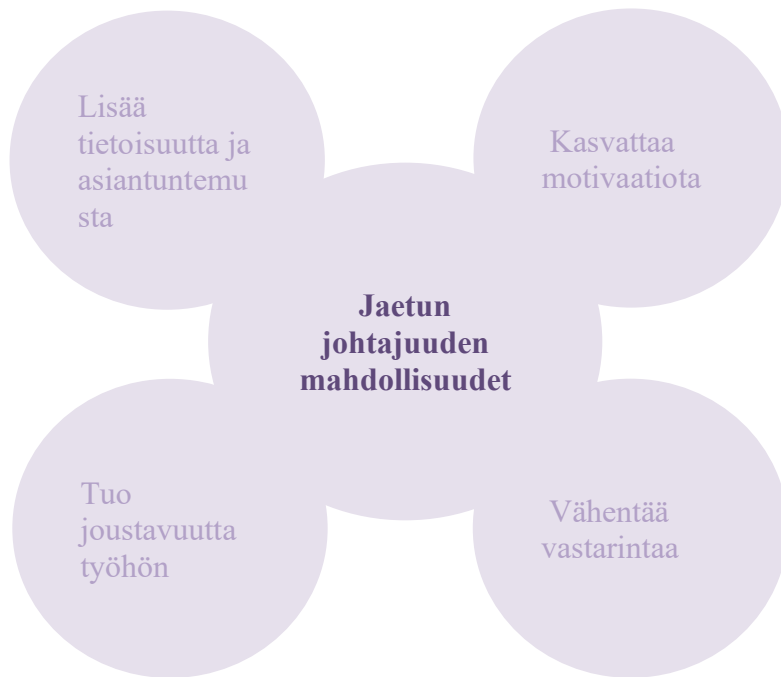 Lisää
tietoisuutta ja
asiantuntemu
sta
Kasvattaa
motivaatiota
Jaetun
johtajuuden
mahdollisuudet
Tuo
joustavuutta
työhön
Vähentää
vastarintaa